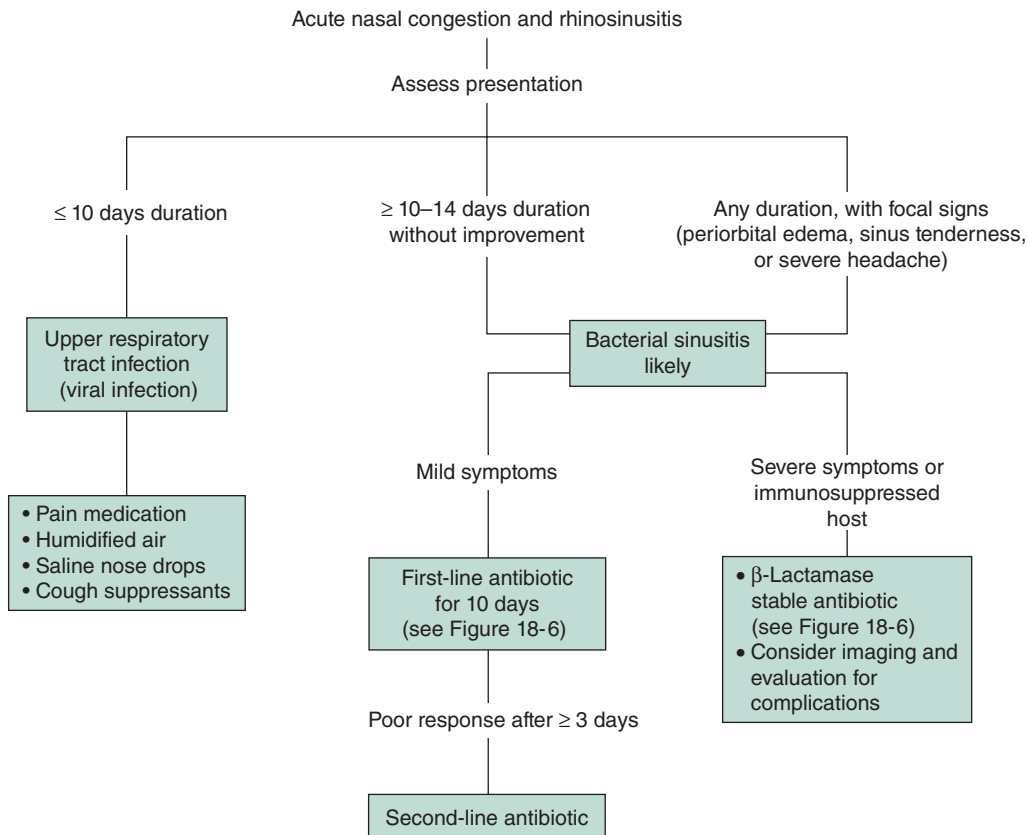 Acute nasal congestion and rhinosinusitis
Assess presentation
≤ 10 days duration
≥ 10–14 days duration
without improvement
Any duration, with focal signs
(periorbital edema, sinus tenderness,
or severe headache)
Upper respiratory
tract infection
(viral infection)
Bacterial sinusitis
likely
• Pain medication
• Humidified air
• Saline nose drops
• Cough suppressants
Mild symptoms
Severe symptoms or
immunosuppressed
host
First-line antibiotic
for 10 days
(see Figure 18-6)
• β-Lactamase
stable antibiotic
(see Figure 18-6)
• Consider imaging and
evaluation for
complications
Poor response after ≥ 3 days
Second-line antibiotic